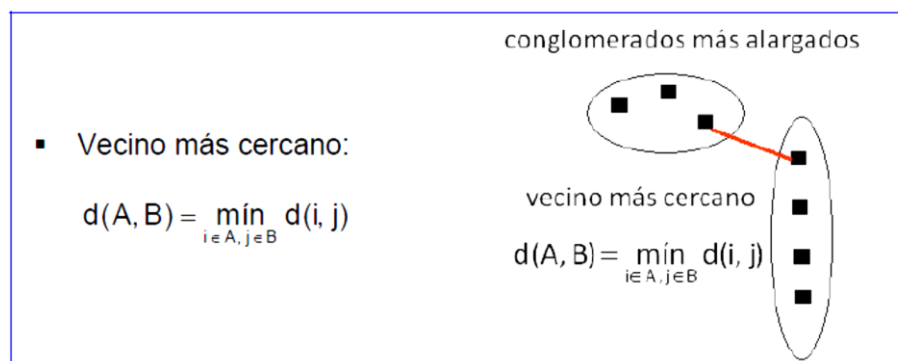 conglomerados más alargados
▪ Vecino más cercano:
d(A, B) = mín d(i, j)
i∈A, j∈B
vecino más cercano
d(A, B) = mín d(i, j)
i∈A, j∈B